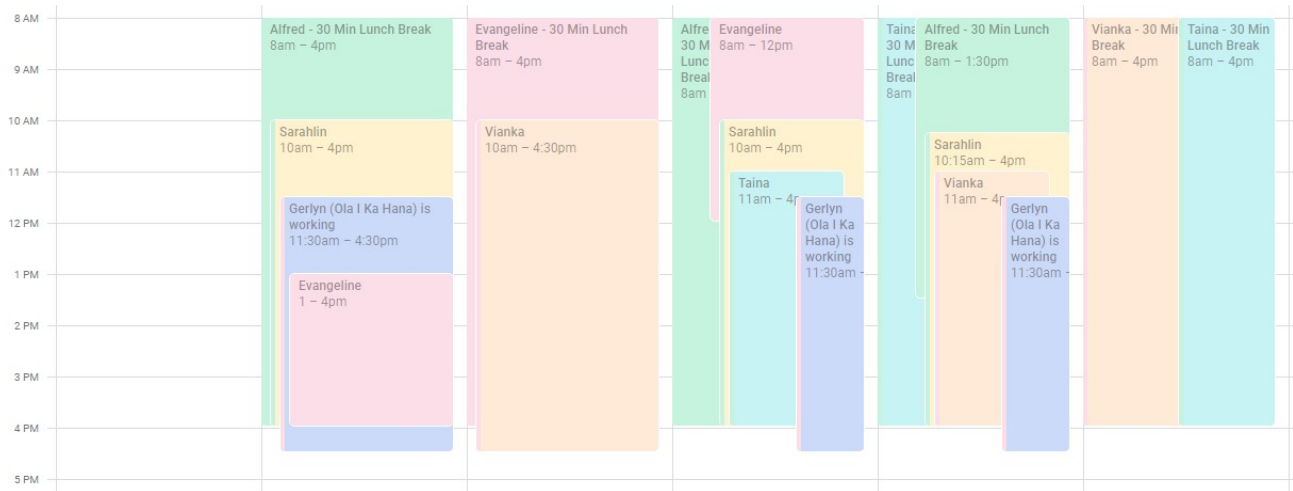 8 AM
9 AM
10 AM
11 AM
12 PM
1 PM
2 PM
3 PM
4 PM
5 PM
Alfred - 30 Min Lunch Break
8am – 4pm
Sarahlin
10am – 4pm
Gerlyn (Ola I Ka Hana) is
working
11:30am – 4:30pm
Evangeline
1 – 4pm
Evangeline - 30 Min Lunch
Break
8am – 4pm
Vianka
10am – 4:30pm
Alfre
30 M
Lunc
Break
8am
Evangeline
8am – 12pm
Sarahlin
10am – 4pm
Taina
11am – 4p
Gerlyn
(Ola I Ka
Hana) is
working
11:30am -
Taina
30 M
Lunc
Break
8am
Alfred - 30 Min Lunch
Break
8am – 1:30pm
Sarahlin
10:15am – 4pm
Vianka
11am – 4p
Gerlyn
(Ola I Ka
Hana) is
working
11:30am -
Vianka - 30 Min
Break
8am – 4pm
Taina - 30 Min
Lunch Break
8am – 4pm